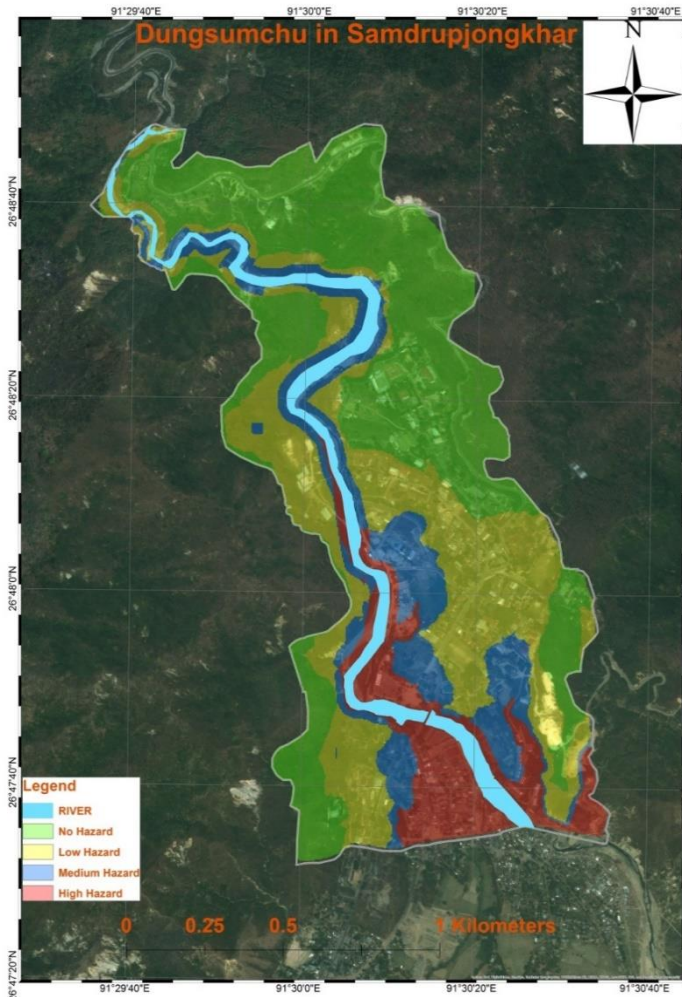 91°29'40"E 91°30'0"E 91°30'20"E 91°30'40"E
Dungsumchu in Samdrupjongkhar
N
26°48'40"N
26°48'20"N
26°48'0"N
26°47'40"N
26°47'20"N
Legend
RIVER
No Hazard
Low Hazard
Medium Hazard
High Hazard
0 0.25 0.5 1 Kilometers
91°29'40"E 91°30'0"E 91°30'20"E 91°30'40"E